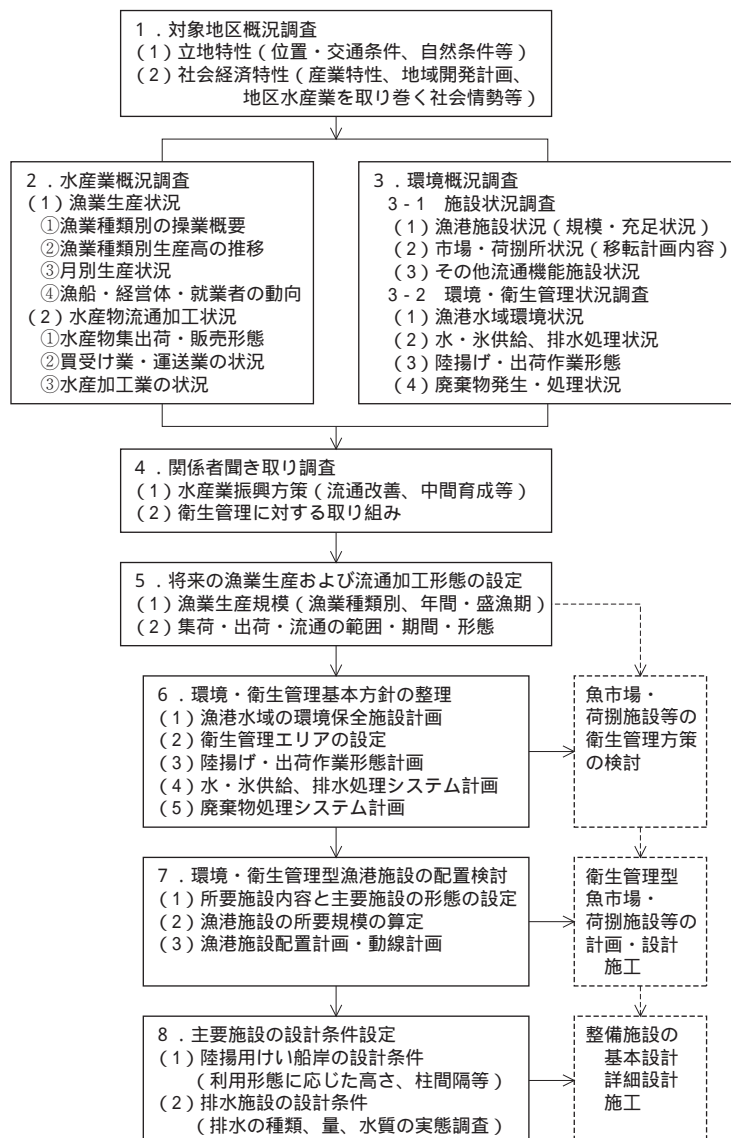 １．対象地区概況調査
（１）立地特性（位置・交通条件、自然条件等）
（２）社会経済特性（産業特性、地域開発計画、
地区水産業を取り巻く社会情勢等）
２．水産業概況調査
（１）漁業生産状況
①漁業種類別の操業概要
②漁業種類別生産高の推移
③月別生産状況
④漁船・経営体・就業者の動向
（２）水産物流通加工状況
①水産物集出荷・販売形態
②買受け業・運送業の状況
③水産加工業の状況
３．環境概況調査
３-１　施設状況調査
（１）漁港施設状況（規模・充足状況）
（２）市場・荷捌所状況（移転計画内容）
（３）その他流通機能施設状況
３-２　環境・衛生管理状況調査
（１）漁港水域環境状況
（２）水・氷供給、排水処理状況
（３）陸揚げ・出荷作業形態
（４）廃棄物発生・処理状況
４．関係者聞き取り調査
（１）水産業振興方策（流通改善、中間育成等）
（２）衛生管理に対する取り組み
５．将来の漁業生産および流通加工形態の設定
（１）漁業生産規模（漁業種類別、年間・盛漁期）
（２）集荷・出荷・流通の範囲・期間・形態
６．環境・衛生管理基本方針の整理
（１）漁港水域の環境保全施設計画
（２）衛生管理エリアの設定
（３）陸揚げ・出荷作業形態計画
（４）水・氷供給、排水処理システム計画
（５）廃棄物処理システム計画
魚市場・
荷捌施設等の
衛生管理方策
の検討
７．環境・衛生管理型漁港施設の配置検討
（１）所要施設内容と主要施設の形態の設定
（２）漁港施設の所要規模の算定
（３）漁港施設配置計画・動線計画
衛生管理型
魚市場・
荷捌施設等の
計画・設計
施工
８．主要施設の設計条件設定
（１）陸揚用けい船岸の設計条件
（利用形態に応じた高さ、柱間隔等）
（２）排水施設の設計条件
（排水の種類、量、水質の実態調査）
整備施設の
基本設計
詳細設計
施工